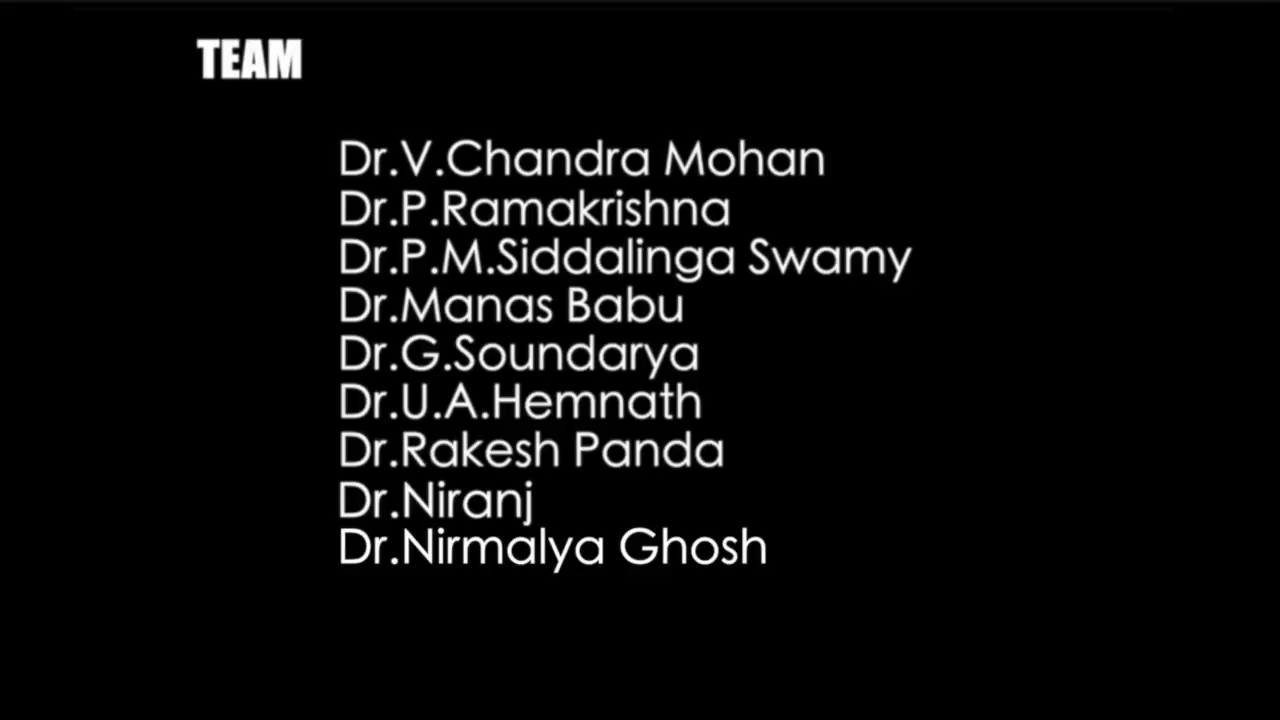 TEAM
Dr.V.Chandra Mohan
Dr.P.Ramakrishna
Dr.P.M.Siddalinga Swamy
Dr.Manas Babu
Dr.G.Soundarya
Dr.U.A.Hemnath
Dr.Rakesh Panda
Dr.Niranj
Dr.Nirmalya Ghosh